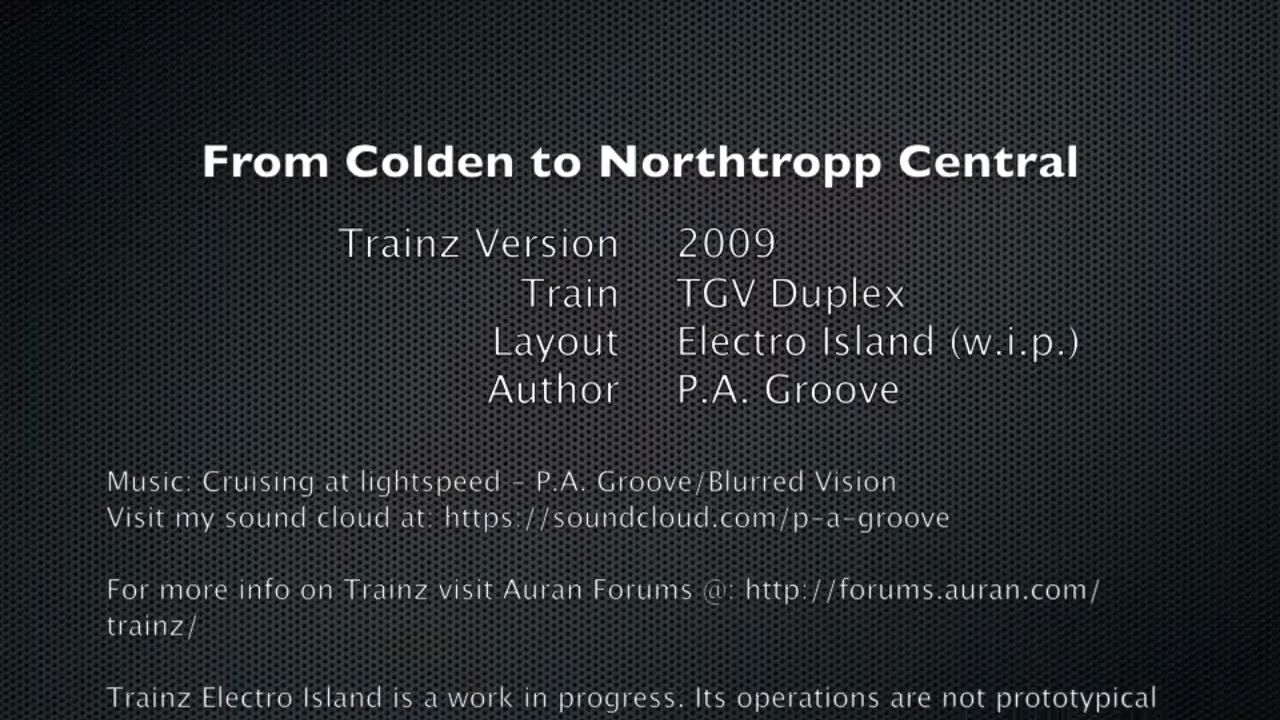 From Colden to Northtropp Central
Trainz Version 2009
Train TGV Duplex
Layout Electro Island (w.i.p.)
Author P.A. Groove
Music: Cruising at lightspeed - P.A. Groove/Blurred Vision
Visit my sound cloud at: https://soundcloud.com/p-a-groove
For more info on Trainz visit Auran Forums @: http://forums.auran.com/
trainz/
Trainz Electro Island is a work in progress. Its operations are not prototypical